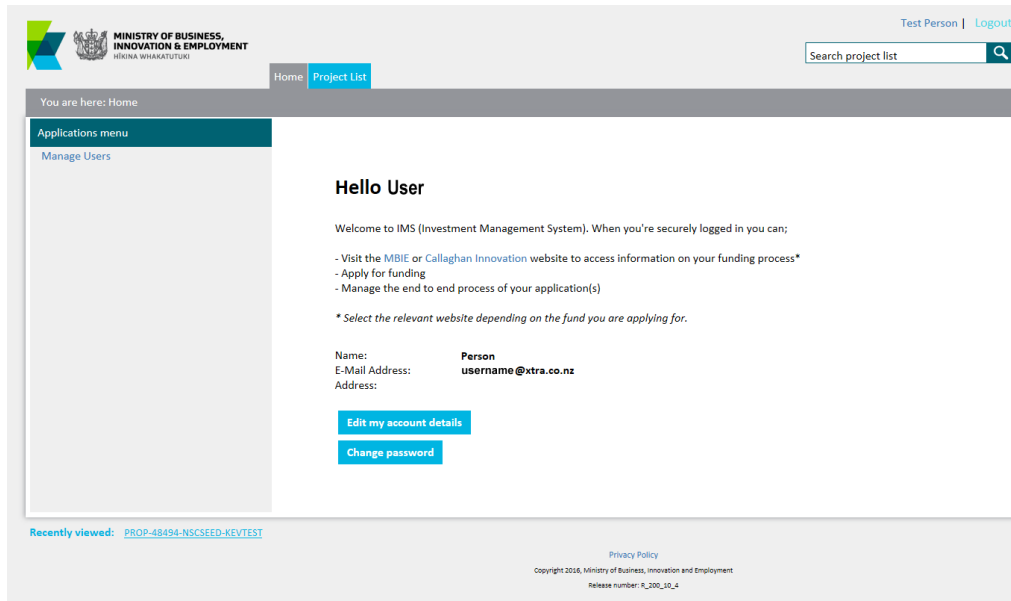 Test Person | Logout
MINISTRY OF BUSINESS,
INNOVATION & EMPLOYMENT
HĪKINA WHAKATUTUKI
Search project list
Home Project List
You are here: Home
Applications menu
Manage Users
Hello User
Welcome to IMS (Investment Management System). When you're securely logged in you can;
- Visit the MBIE or Callaghan Innovation website to access information on your funding process*
- Apply for funding
- Manage the end to end process of your application(s)
* Select the relevant website depending on the fund you are applying for.
Name: Person
E-Mail Address: username@xtra.co.nz
Address:
Edit my account details
Change password
Recently viewed: PROP-48494-NSCSEED-KEVTEST
Privacy Policy
Copyright 2016, Ministry of Business, Innovation and Employment
Release number: R_200_10_4